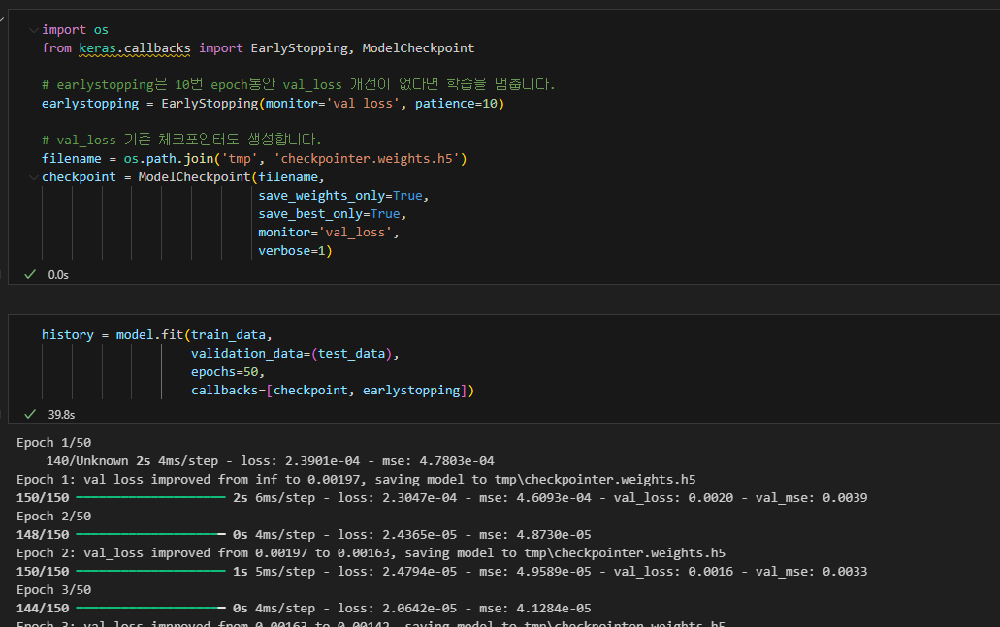 import os
from keras.callbacks import EarlyStopping, ModelCheckpoint
# earlystopping은 10번 epoch통안 val_loss 개선이 없다면 학습을 멈춥니다.
earlystopping = EarlyStopping(monitor='val_loss', patience=10)
# val_loss 기준 체크포인터도 생성합니다.
filename = os.path.join('tmp', 'checkpointer.weights.h5')
checkpoint = ModelCheckpoint(filename,
save_weights_only=True,
save_best_only=True,
monitor='val_loss',
verbose=1)
0.0s
history = model.fit(train_data,
validation_data=(test_data),
epochs=50,
callbacks=[checkpoint, earlystopping])
39.8s
Epoch 1/50
140/Unknown 2s 4ms/step - loss: 2.3901e-04 - mse: 4.7803e-04
Epoch 1: val_loss improved from inf to 0.00197, saving model to tmp\checkpointer.weights.h5
150/150 2s 6ms/step - loss: 2.3047e-04 - mse: 4.6093e-04 - val_loss: 0.0020 - val_mse: 0.0039
Epoch 2/50
148/150 0s 4ms/step - loss: 2.4365e-05 - mse: 4.8730e-05
Epoch 2: val_loss improved from 0.00197 to 0.00163, saving model to tmp\checkpointer.weights.h5
150/150 1s 5ms/step - loss: 2.4794e-05 - mse: 4.9589e-05 - val_loss: 0.0016 - val_mse: 0.0033
Epoch 3/50
144/150 0s 4ms/step - loss: 2.0642e-05 - mse: 4.1284e-05
Epoch 3: val_loss improved from 0.00163 to 0.00142, saving model to tmp\checkpointer.weights.h5